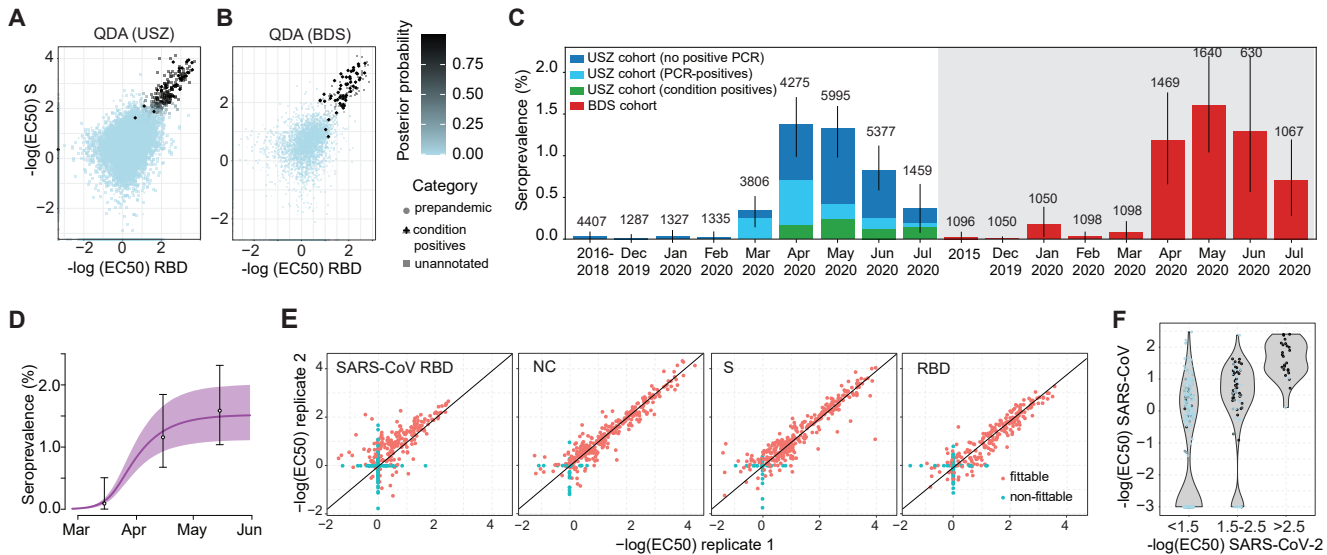 A
QDA (USZ)
-log(EC50) S
4
2
0
−2
−2 0 2
-log (EC50) RBD
B
QDA (BDS)
2
0
−2
−2 0 2
-log (EC50) RBD
Posterior probability
0.75
0.50
0.25
0.00
Category
prepandemic
condition
positives
unannotated
C
Seroprevalence (%)
2.0
1.5
1.0
0.5
0.0
USZ cohort (no positive PCR)
USZ cohort (PCR-positives)
USZ cohort (condition positives)
BDS cohort
4407
1287
1327
1335
3806
4275
5995
5377
1459
1096
1050
1050
1098
1098
1469
1640
630
1067
2016-
2018
Dec
2019
Jan
2020
Feb
2020
Mar
2020
Apr
2020
May
2020
Jun
2020
Jul
2020
2015
Dec
2019
Jan
2020
Feb
2020
Mar
2020
Apr
2020
May
2020
Jun
2020
Jul
2020
D
Seroprevalence (%)
2.0
1.0
0.0
Mar Apr May Jun
E
−log(EC50) replicate 2
4
2
0
−2
SARS-CoV RBD
NC
S
RBD
fittable
non-fittable
−2 0 2 4
−2 0 2 4
−2 0 2 4
−2 0 2 4
−log(EC50) replicate 1
F
-log(EC50) SARS-CoV
2
1
0
−1
−2
−3
<1.5 1.5-2.5 >2.5
-log(EC50) SARS-CoV-2